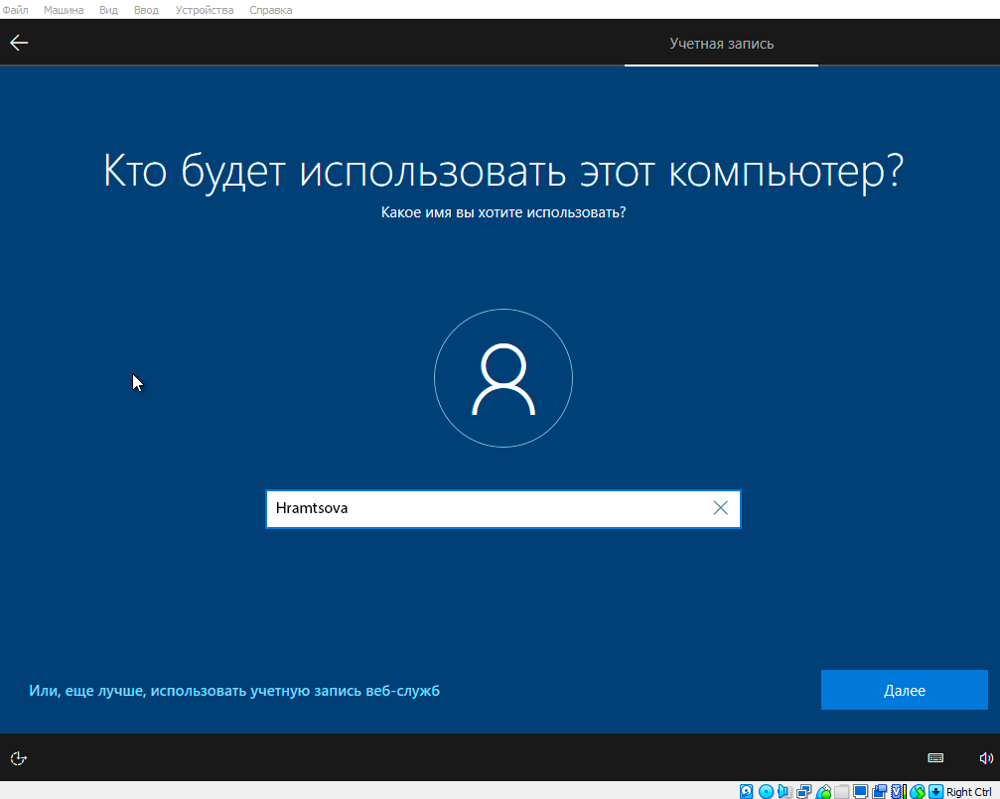 Файл Машина Вид Ввод Устройства Справка
Учетная запись
Кто будет использовать этот компьютер?
Какое имя вы хотите использовать?
Hramtsova
Или, еще лучше, использовать учетную запись веб-служб
Далее
Right Ctrl